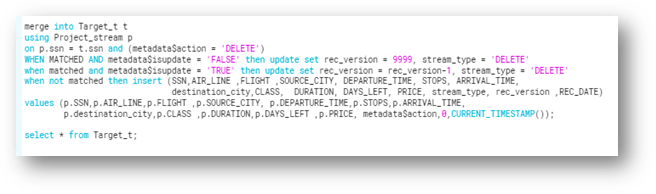 merge into Target_t t
using Project_stream p
on p.ssn = t.ssn and (metadata$action = 'DELETE')
WHEN MATCHED AND metadata$isupdate = 'FALSE' then update set rec_version = 9999, stream_type = 'DELETE'
when matched and metadata$isupdate = 'TRUE' then update set rec_version = rec_version-1, stream_type = 'DELETE'
when not matched then insert (SSN,AIR_LINE ,FLIGHT ,SOURCE_CITY, DEPARTURE_TIME, STOPS, ARRIVAL_TIME,
destination_city,CLASS, DURATION, DAYS_LEFT, PRICE, stream_type, rec_version ,REC_DATE)
values (p.SSN,p.AIR_LINE,p.FLIGHT ,p.SOURCE_CITY, p.DEPARTURE_TIME,p.STOPS,p.ARRIVAL_TIME,
p.destination_city,p.CLASS ,p.DURATION,p.DAYS_LEFT ,p.PRICE, metadata$action,0,CURRENT_TIMESTAMP());
select * from Target_t;